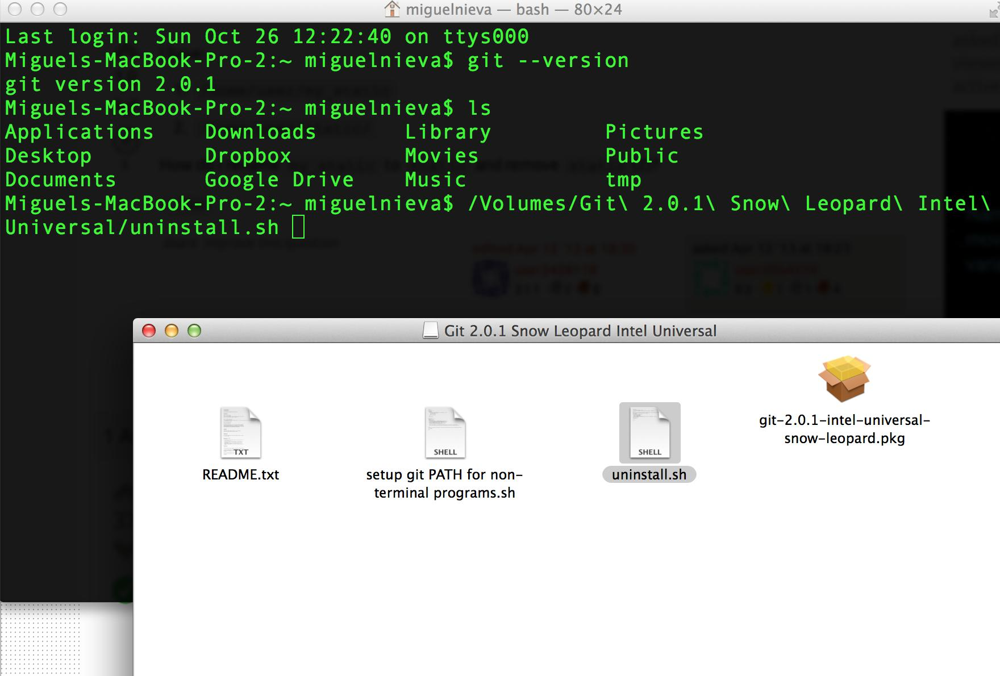 miguelnieva — bash — 80×24
Last login: Sun Oct 26 12:22:40 on ttys000
Miguels-MacBook-Pro-2:~ miguelnieva$ git --version
git version 2.0.1
Miguels-MacBook-Pro-2:~ miguelnieva$ ls
Applications Downloads Library Pictures
Desktop Dropbox Movies Public
Documents Google Drive Music tmp
Miguels-MacBook-Pro-2:~ miguelnieva$ /Volumes/Git\ 2.0.1\ Snow\ Leopard\ Intel\
Universal/uninstall.sh
Git 2.0.1 Snow Leopard Intel Universal
TXT
README.txt
SHELL
setup git PATH for non-
terminal programs.sh
SHELL
uninstall.sh
git-2.0.1-intel-universal-
snow-leopard.pkg